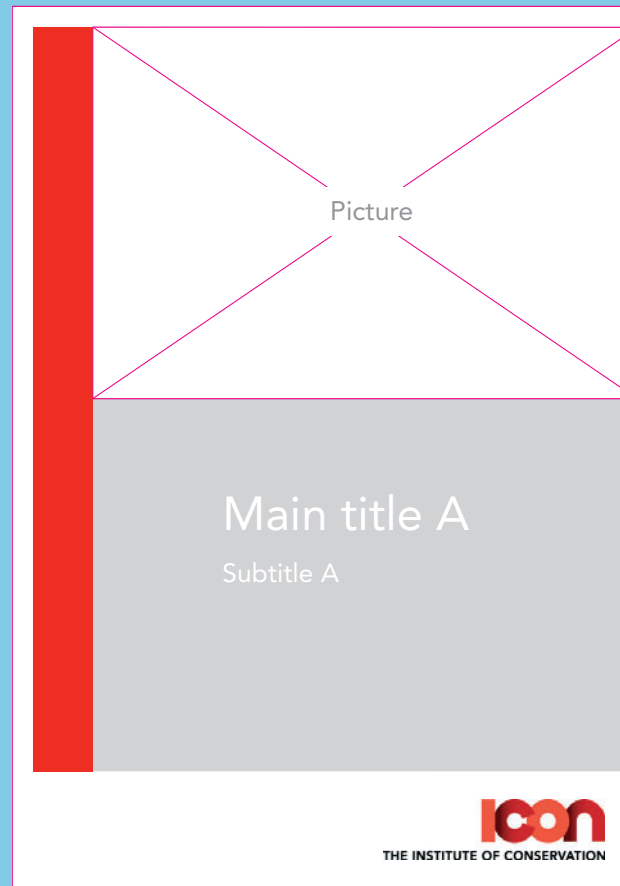 Picture
Main title A
Subtitle A
icon
THE INSTITUTE OF CONSERVATION